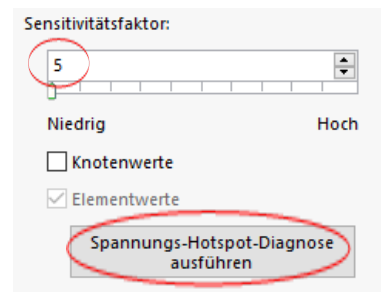 Sensitivitätsfaktor:
5
Niedrig Hoch
Knotenwerte
Elementwerte
Spannungs-Hotspot-Diagnose
ausführen